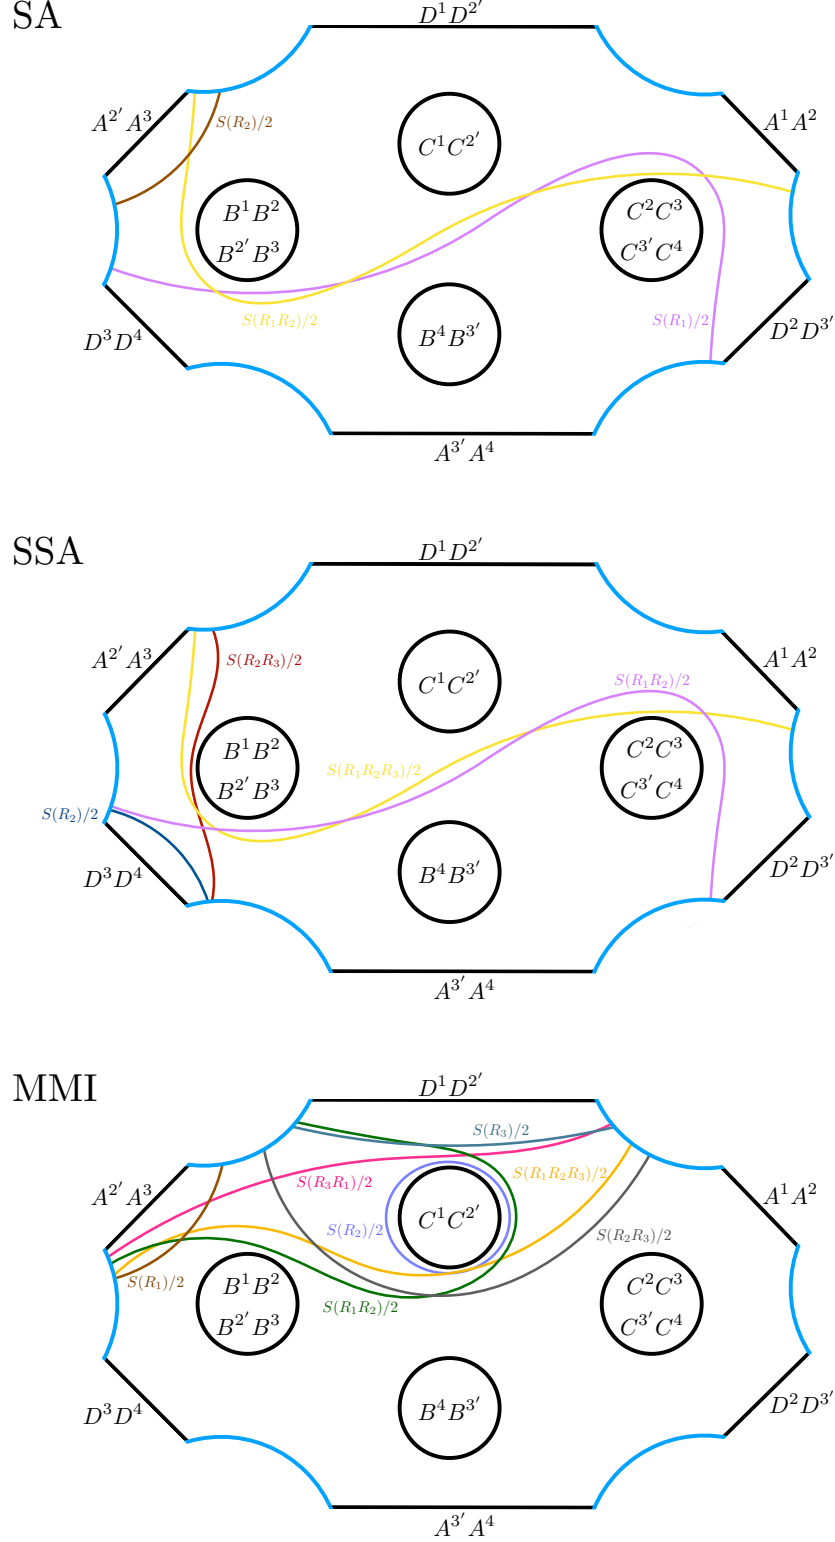 SA
D¹D²′
A²′A³
S(R₂)/2
A¹A²
C¹C²′
B¹B²
B²′B³
C²C³
C³′C⁴
S(R₁R₂)/2
S(R₁)/2
D³D⁴
B⁴B³′
D²D³′
A³′A⁴
SSA
D¹D²′
A²′A³
S(R₂R₃)/2
A¹A²
S(R₁R₂)/2
C¹C²′
B¹B²
B²′B³
S(R₁R₂R₃)/2
C²C³
C³′C⁴
S(R₂)/2
D³D⁴
B⁴B³′
D²D³′
A³′A⁴
MMI
D¹D²′
S(R₃)/2
A²′A³
S(R₃R₁)/2
S(R₁R₂R₃)/2
A¹A²
S(R₂)/2
C¹C²′
S(R₂R₃)/2
S(R₁)/2
B¹B²
B²′B³
S(R₁R₂)/2
C²C³
C³′C⁴
D³D⁴
B⁴B³′
D²D³′
A³′A⁴